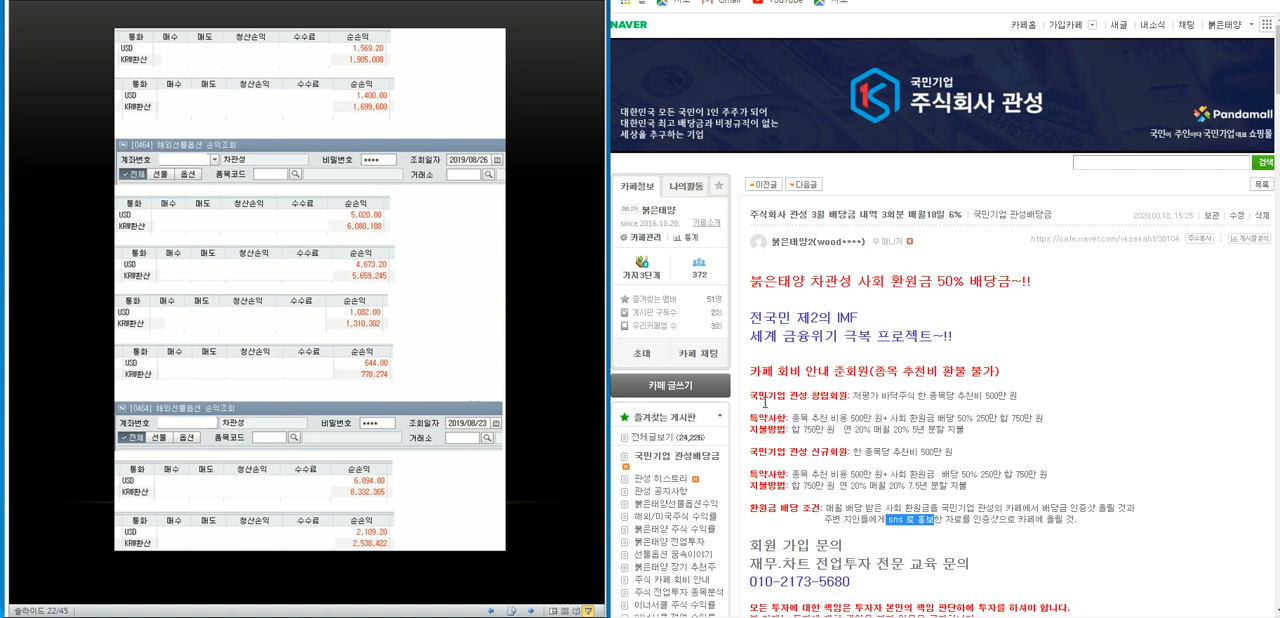 통화 매수 매도 청산손익 수수료 순손익
USD 1,569.20
KRW환산 1,905,008
통화 매수 매도 청산손익 수수료 순손익
USD 1,400.00
KRW환산 1,699,600
[0464] 해외선물옵션 손익조회
계좌번호 차관성 비밀번호 **** 조회일자 2019/08/26
전체 선물 옵션 품목코드 거래소
통화 매수 매도 청산손익 수수료 순손익
USD 5,020.80
KRW환산 6,080,188
통화 매수 매도 청산손익 수수료 순손익
USD 4,673.20
KRW환산 5,659,245
통화 매수 매도 청산손익 수수료 순손익
USD 1,082.00
KRW환산 1,310,302
통화 매수 매도 청산손익 수수료 순손익
USD 644.00
KRW환산 778,274
[0464] 해외선물옵션 손익조회
계좌번호 차관성 비밀번호 **** 조회일자 2019/08/23
전체 선물 옵션 품목코드 거래소
통화 매수 매도 청산손익 수수료 순손익
USD 6,894.80
KRW환산 8,332,365
통화 매수 매도 청산손익 수수료 순손익
USD 2,109.20
KRW환산 2,538,422
슬라이드 22/45
NAVER
카페홈 가입카페 새글 내소식 채팅 붉은태양
대한민국 모든 국민이 1인 주주가 되어
대한민국 최고 배당금과 비정규직이 없는
세상을 추구하는 기업
국민기업
주식회사 관성
Pandamall
국민이 주인이다 국민기업 대표 쇼핑몰
검색
카페정보 나의활동
매니저 붉은태양
since 2016.10.20. 카페소개
카페관리 통계
가지3단계 372
즐겨찾는 멤버 51명
게시판 구독수 2회
우리카페앱 수 3회
초대 카페 채팅
카페 글쓰기
즐겨찾는 게시판
전체글보기 (24,226)
국민기업 관성배당금
관성 히스토리
관성 공지사항
붉은태양선물옵션수익
해외/미국주식 수익률
붉은태양 주식 수익률
붉은태양 전업투자
선물옵션 꿈속이야기
붉은태양 장기 추천주
주식 카페 회비 안내
주식 전업투자 종목분석
이너서클 주식 수익률
이전글 다음글 목록
주식회사 관성 3월 배당금 내역 3회분 매월18일 6% 국민기업 관성배당금 2020.03.18. 15:25 보관 수정 삭제
붉은태양2(wood****) 부매니저 https://cafe.naver.com/vksekahf/38104 주소복사 게시글 분석
붉은태양 차관성 사회 환원금 50% 배당금~!!
전국민 제2의 IMF
세계 금융위기 극복 프로젝트~!!
카페 회비 안내 준회원(종목 추천비 환불 불가)
국민기업 관성 창립회원: 저평가 바닥주식 한 종목당 추천비 500만 원
특약사항: 종목 추천 비용 500만 원+ 사회 환원금 배당 50% 250만 합 750만 원
지불방법: 합 750만 원 연 20% 매월 20% 5년 분할 지불
국민기업 관성 신규회원: 한 종목당 추천비 500만 원
특약사항: 종목 추천 비용 500만 원+ 사회 환원금 배당 50% 250만 합 750만 원
지불방법: 합 750만 원 연 20% 매월 20% 7.5년 분할 지불
환원금 배당 조건: 매월 배당 받은 사회 환원금을 국민기업 관성의 카페에서 배당금 인증샷 올릴 것과
주변 지인들에게 sns 로 홍보한 자료를 인증샷으로 카페에 올릴 것.
회원 가입 문의
재무.차트 전업투자 전문 교육 문의
010-2173-5680
모든 투자에 대한 책임은 투자자 본인의 책임 판단하에 투자를 하셔야 합니다.